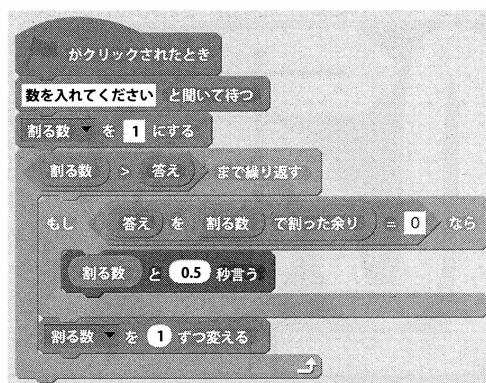 がクリックされたとき
数を入れてください と聞いて待つ
割る数 を 1 にする
割る数 > 答え まで繰り返す
もし 答え を 割る数 で割った余り = 0 なら
割る数 と 0.5 秒言う
割る数 を 1 ずつ変える